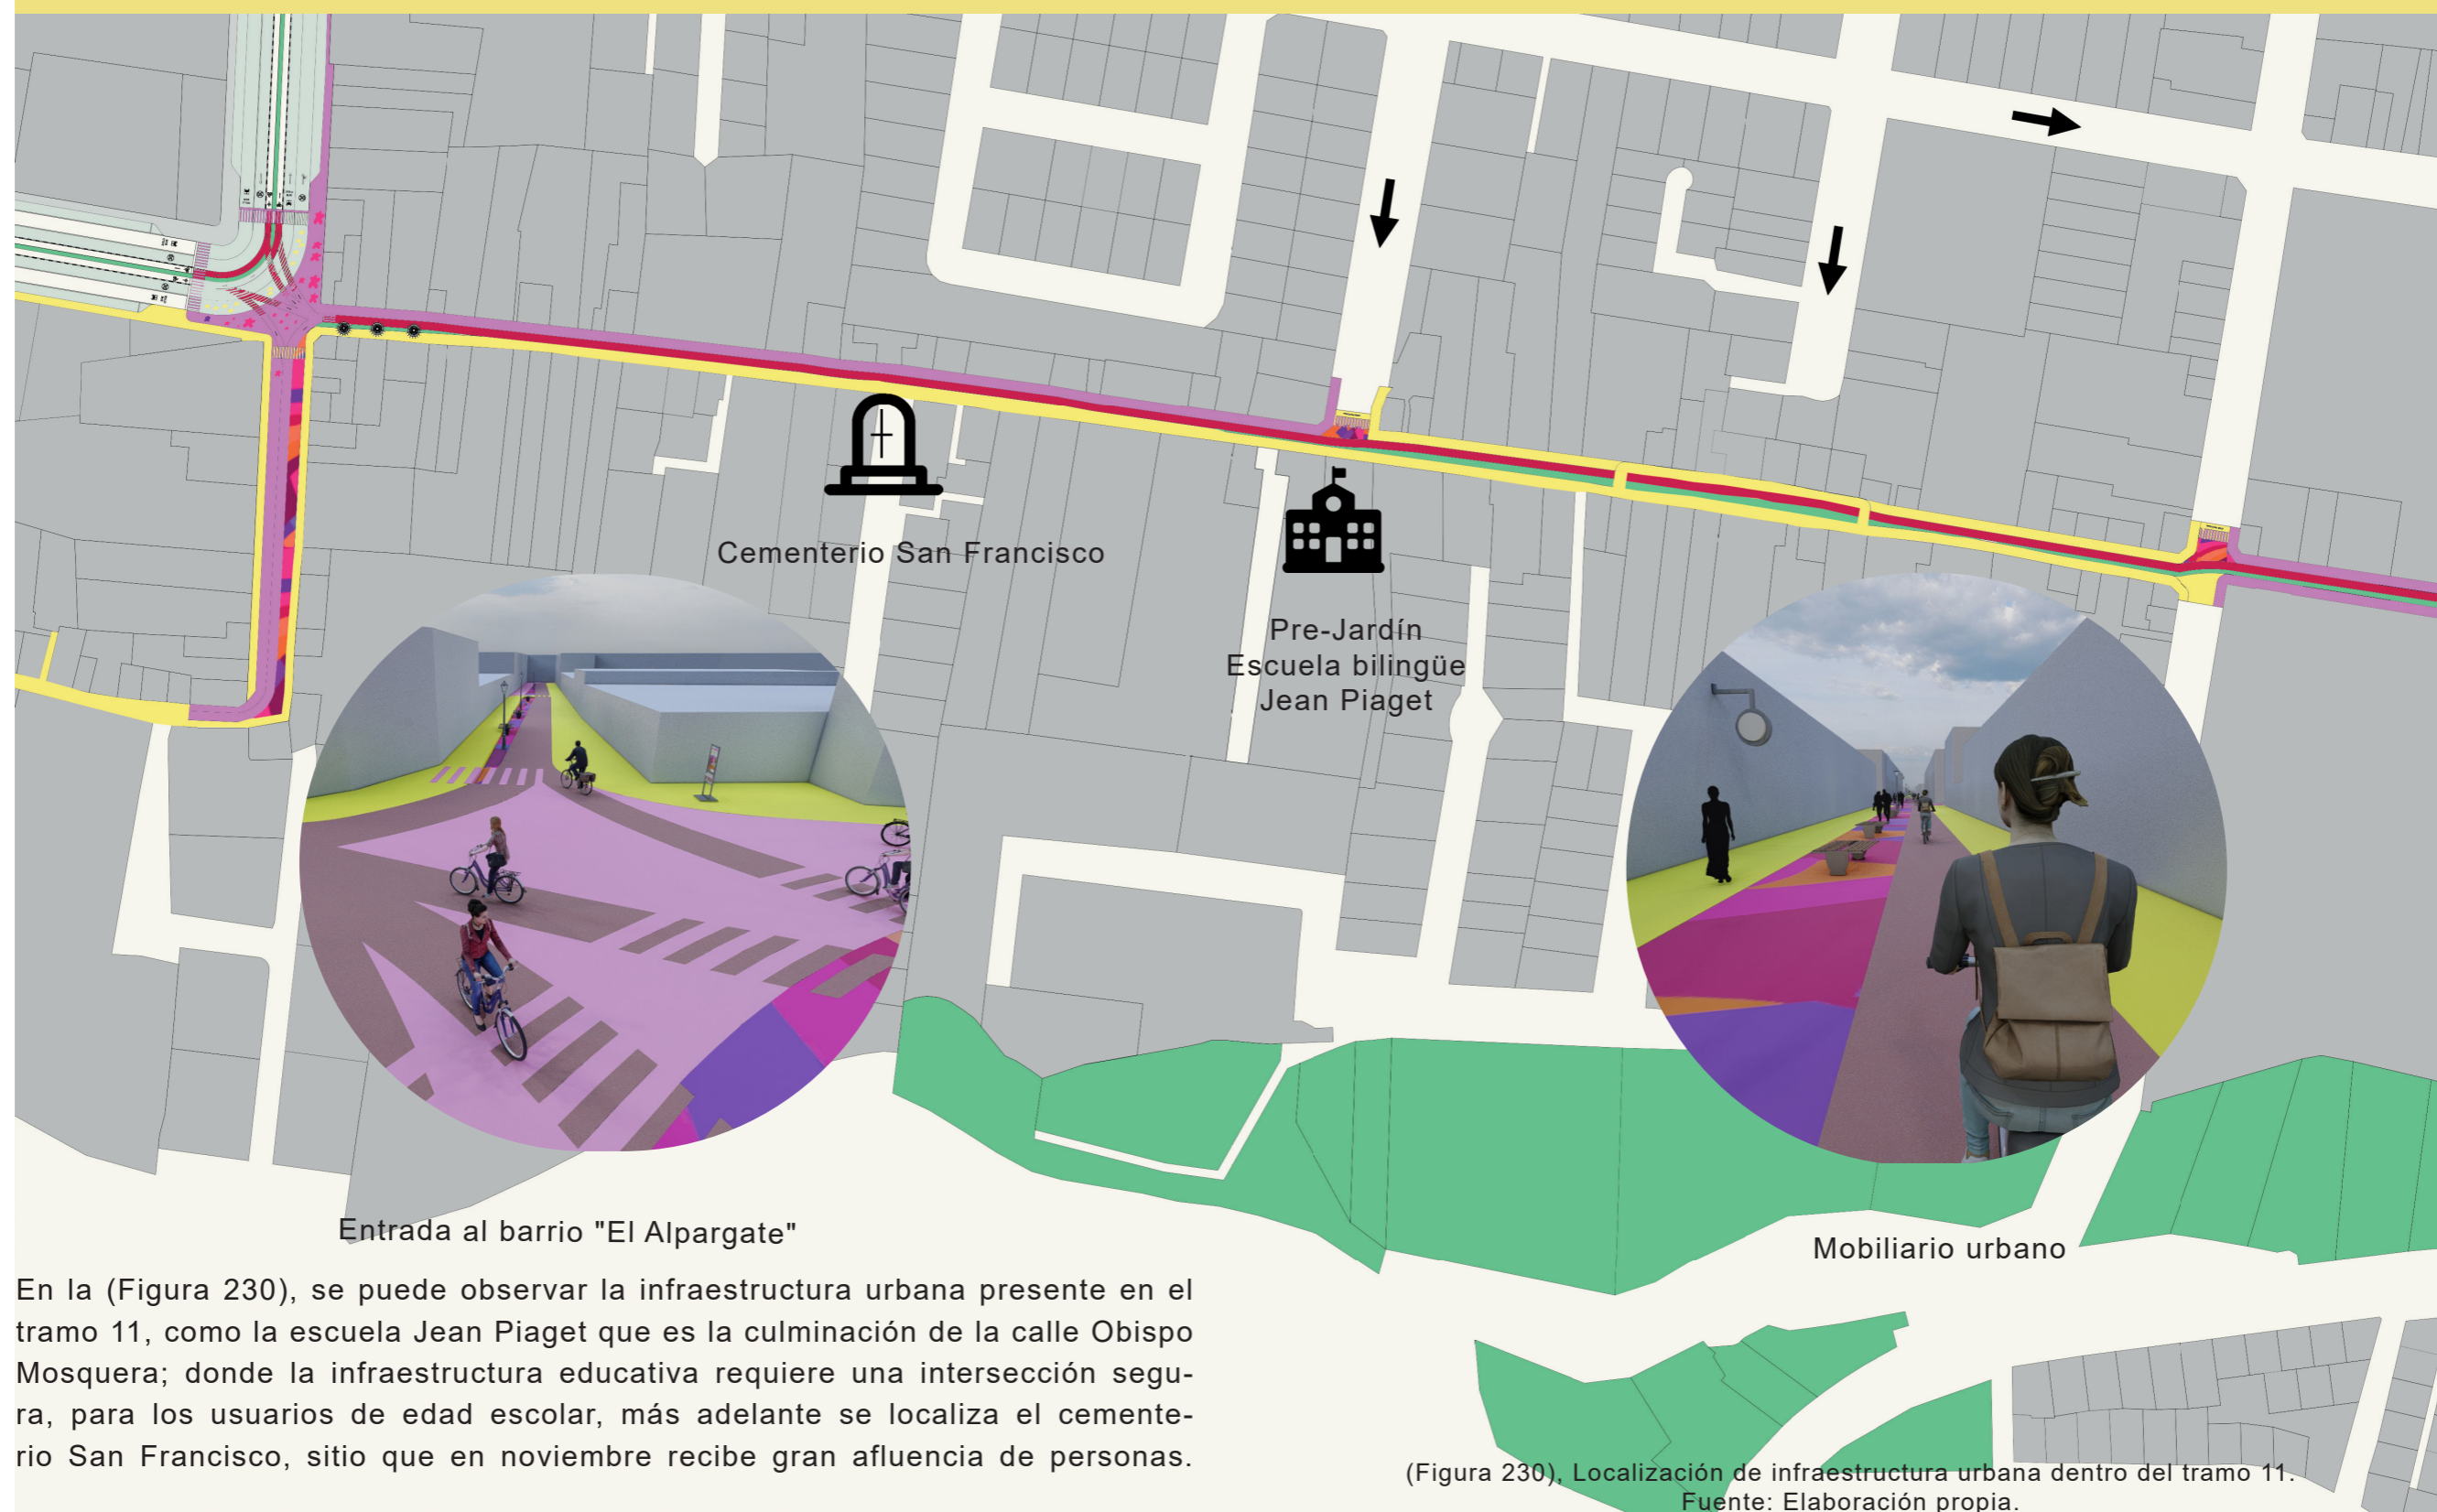 Cementerio San Francisco
Pre-Jardín
Escuela bilingüe
Jean Piaget
Entrada al barrio "El Alpargate"
Mobiliario urbano
En la (Figura 230), se puede observar la infraestructura urbana presente en el
tramo 11, como la escuela Jean Piaget que es la culminación de la calle Obispo
Mosquera; donde la infraestructura educativa requiere una intersección segu-
ra, para los usuarios de edad escolar, más adelante se localiza el cemente-
rio San Francisco, sitio que en noviembre recibe gran afluencia de personas.
(Figura 230), Localización de infraestructura urbana dentro del tramo 11.
Fuente: Elaboración propia.